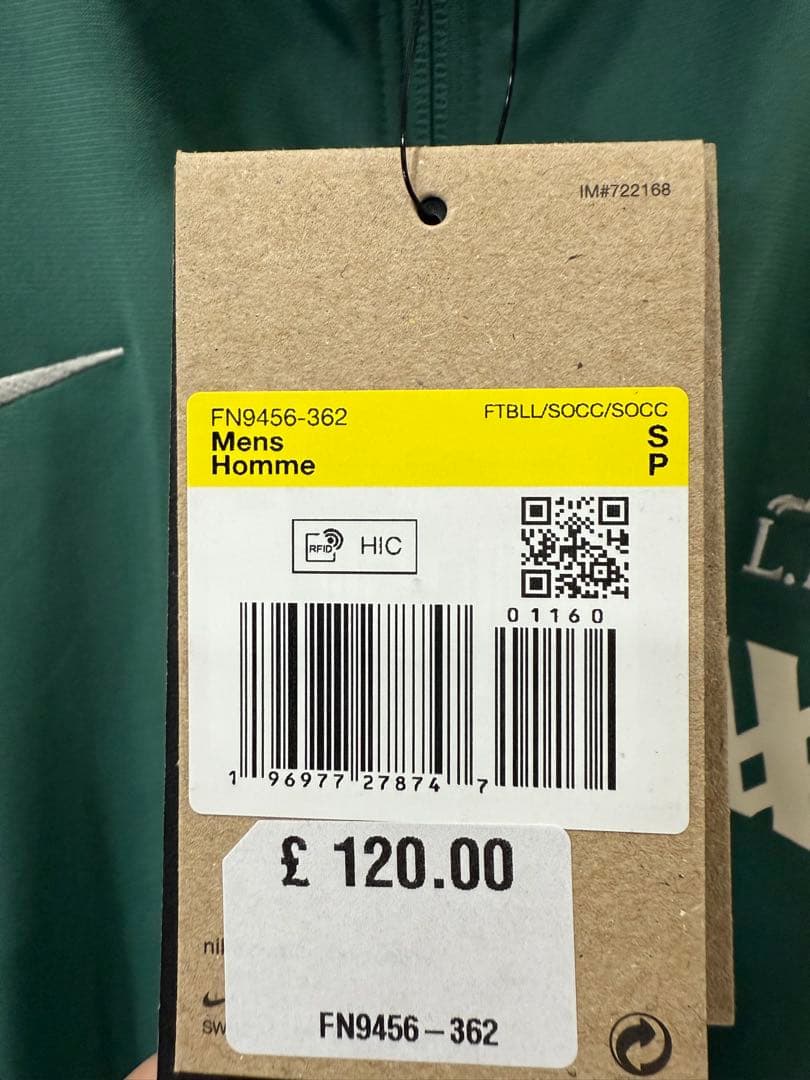 IM#722168
FN9456-362
FTBLL/SOCC/SOCC
Mens
S
Homme
P
RFID HIC
01160
1 96977 27874 7
£ 120.00
FN9456-362